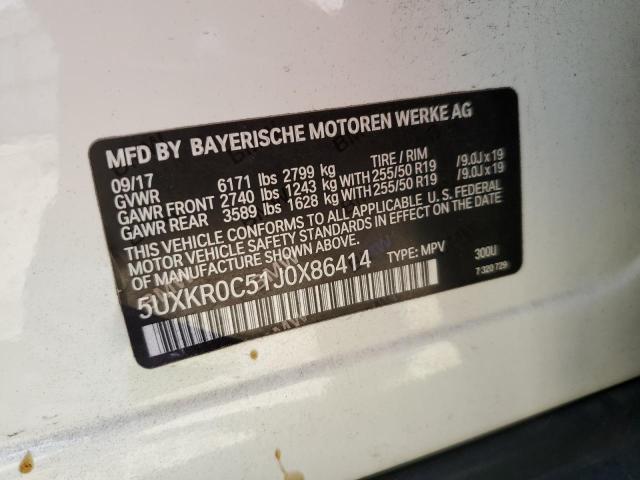 MFD BY BAYERISCHE MOTOREN WERKE AG
09/17 TIRE / RIM
GVWR 6171 lbs 2799 kg
GAWR FRONT 2740 lbs 1243 kg WITH 255/50 R19 /9.0J x 19
GAWR REAR 3589 lbs 1628 kg WITH 255/50 R19 /9.0J x 19
THIS VEHICLE CONFORMS TO ALL APPLICABLE U. S. FEDERAL
MOTOR VEHICLE SAFETY STANDARDS IN EFFECT ON THE DATE
OF MANUFACTURE SHOWN ABOVE.
5UXKR0C51J0X86414 TYPE: MPV 300U
7 320 729